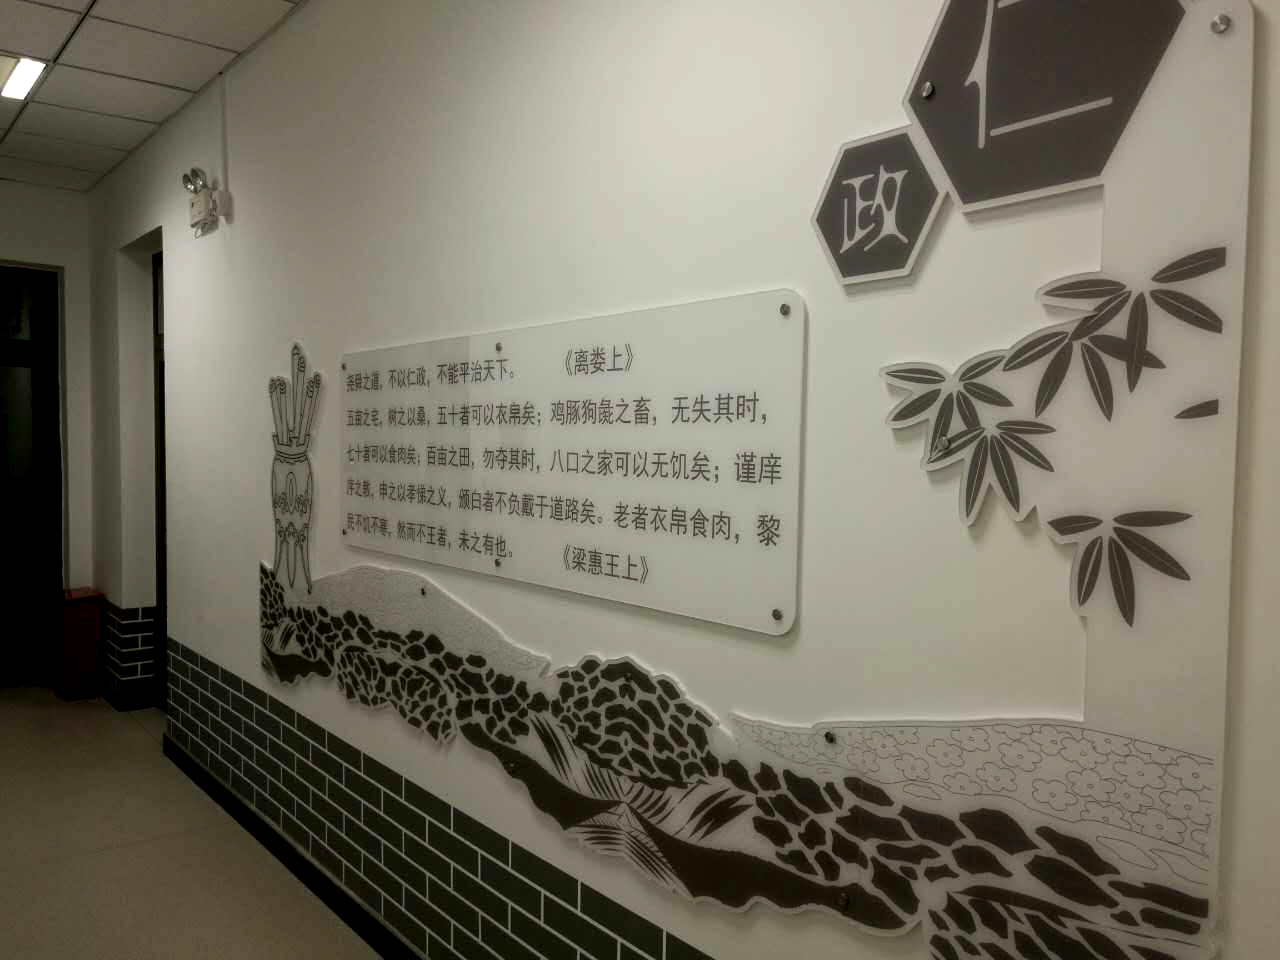 仁
政
尧舜之道，不以仁政，不能平治天下。 《离娄上》
五亩之宅，树之以桑，五十者可以衣帛矣；鸡豚狗彘之畜，无失其时，
七十者可以食肉矣；百亩之田，勿夺其时，八口之家可以无饥矣；谨庠
序之教，申之以孝悌之义，颁白者不负戴于道路矣。老者衣帛食肉，黎
民不饥不寒，然而不王者，未之有也。 《梁惠王上》